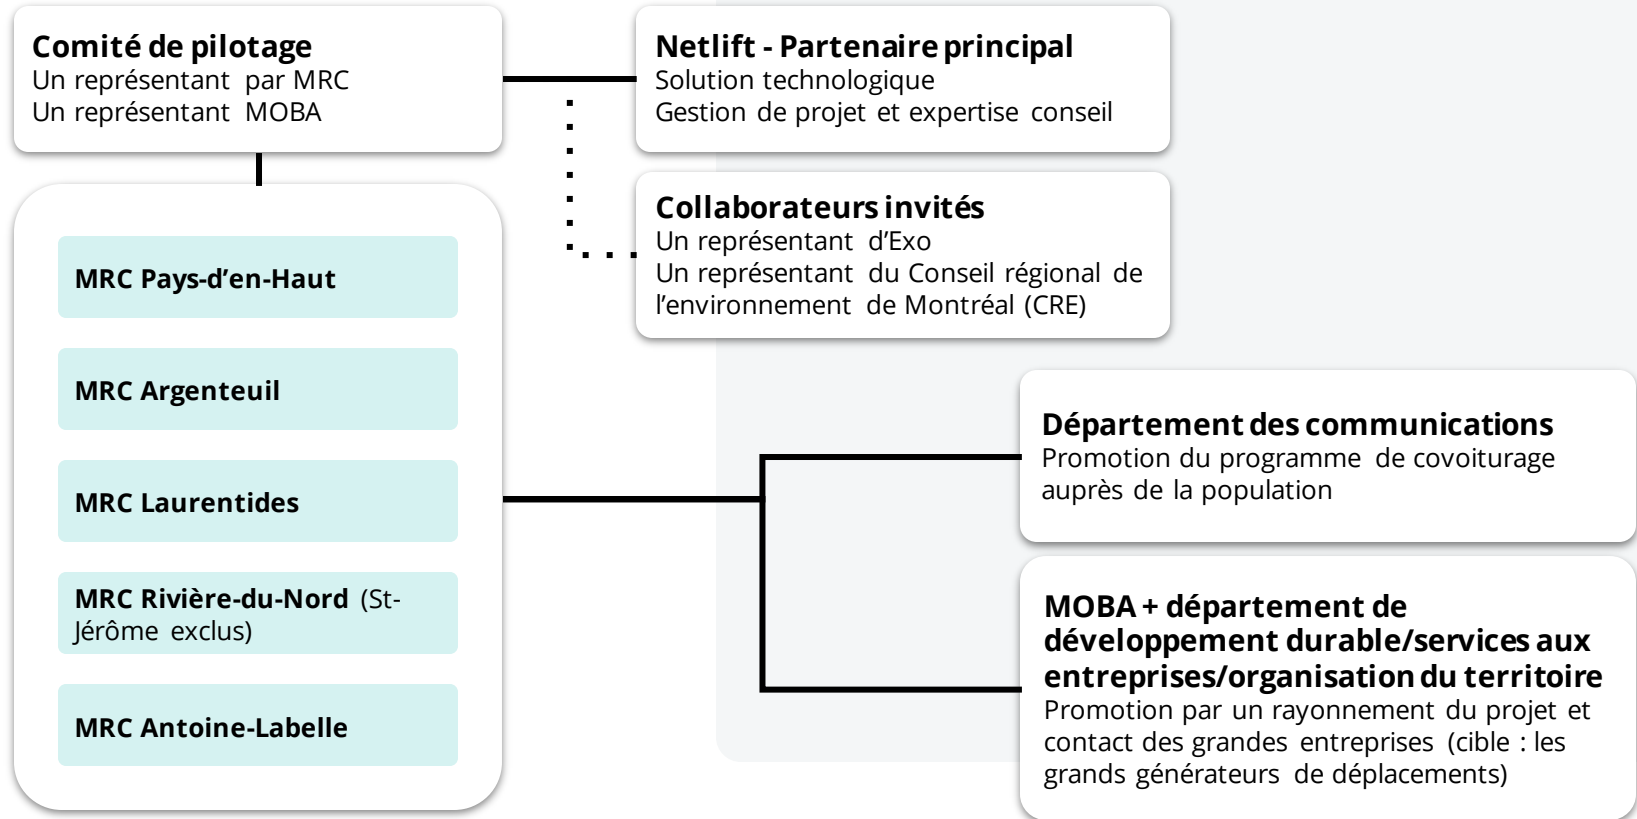 Comité de pilotage
Un représentant par MRC
Un représentant MOBA
Netlift - Partenaire principal
Solution technologique
Gestion de projet et expertise conseil
Collaborateurs invités
Un représentant d’Exo
Un représentant du Conseil régional de
l’environnement de Montréal (CRE)
MRC Pays-d’en-Haut
MRC Argenteuil
MRC Laurentides
MRC Rivière-du-Nord (St-
Jérôme exclus)
MRC Antoine-Labelle
Département des communications
Promotion du programme de covoiturage
auprès de la population
MOBA + département de
développement durable/services aux
entreprises/organisation du territoire
Promotion par un rayonnement du projet et
contact des grandes entreprises (cible : les
grands générateurs de déplacements)